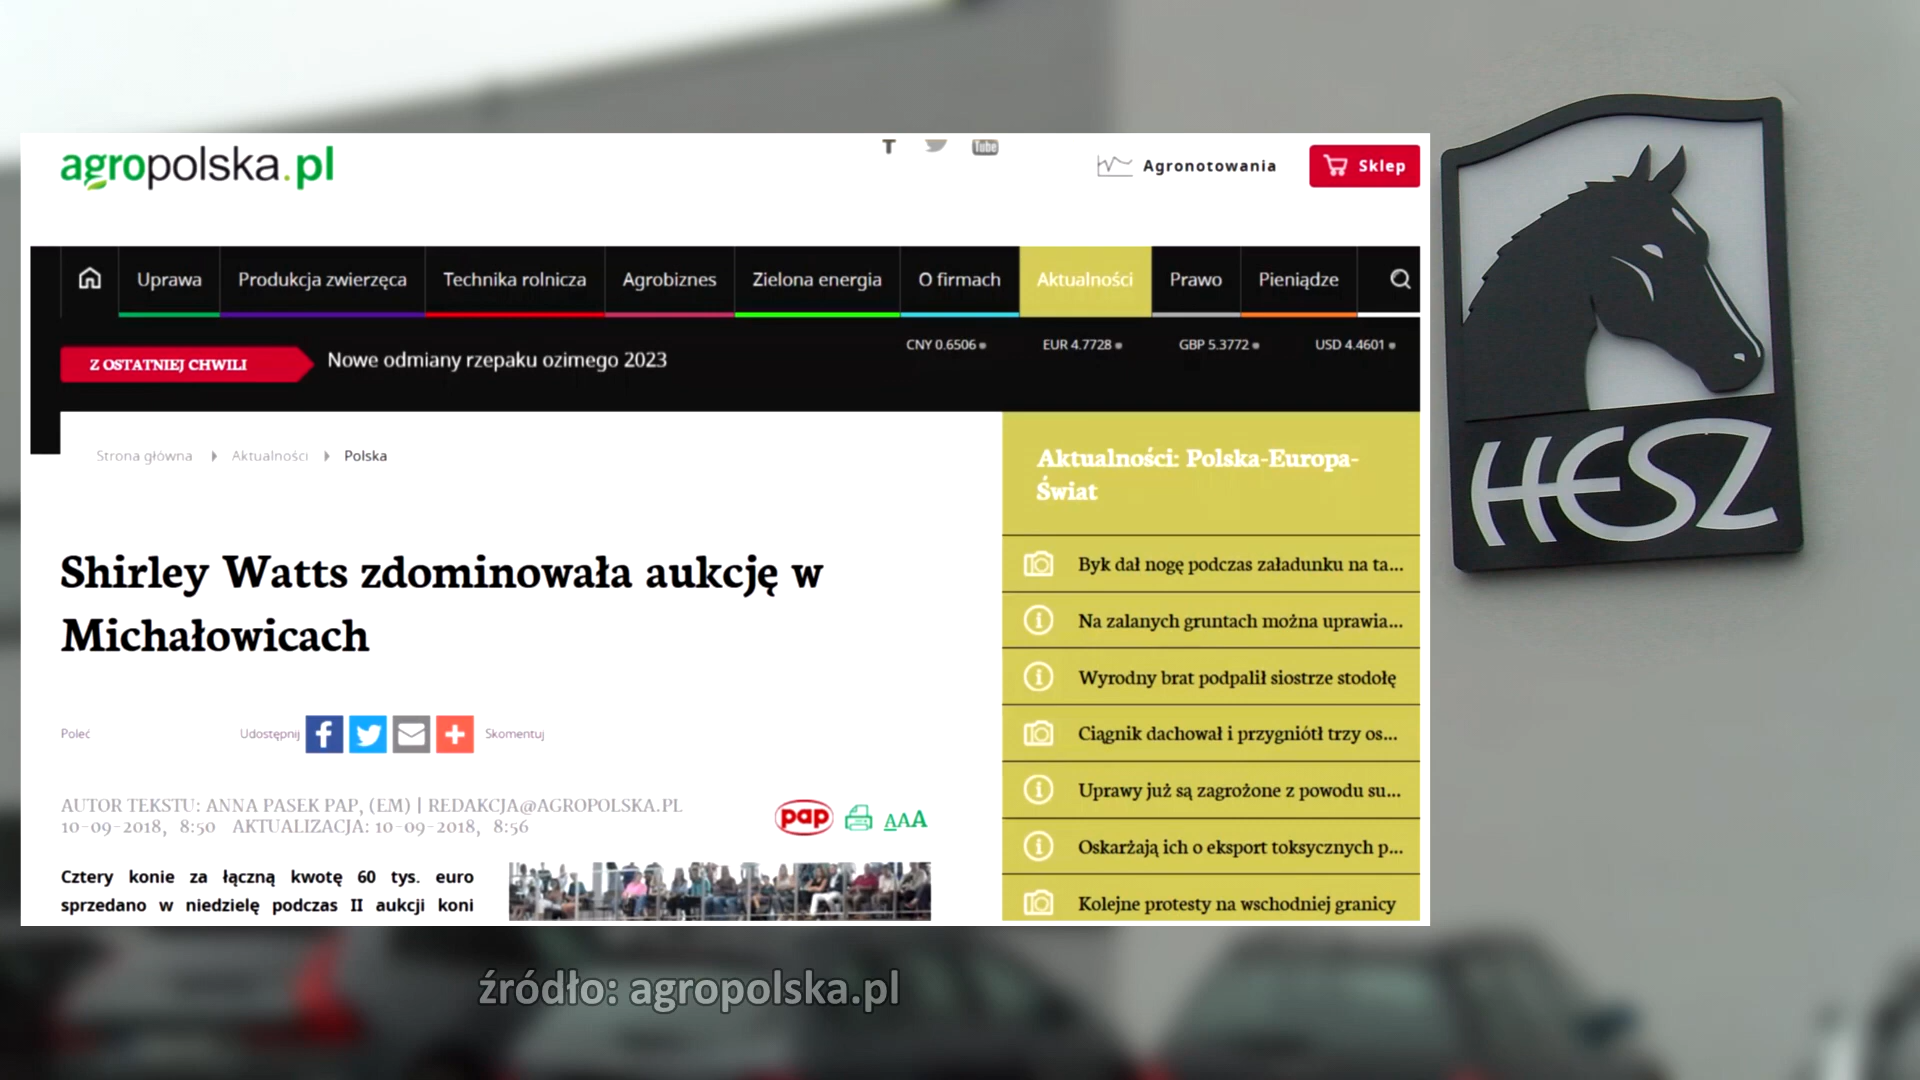 agropolska.pl
T
You Tube
Agronotowania
Sklep
Uprawa
Produkcja zwierzęca
Technika rolnicza
Agrobiznes
Zielona energia
O firmach
Aktualności
Prawo
Pieniądze
Z OSTATNIEJ CHWILI
Nowe odmiany rzepaku ozimego 2023
CNY 0.6506
EUR 4.7728
GBP 5.3772
USD 4.4601
Strona główna
Aktualności
Polska
Shirley Watts zdominowała aukcję w
Michałowicach
Poleć
Udostępnij
Skomentuj
AUTOR TEKSTU: ANNA PASEK PAP, (EM) | REDAKCJA@AGROPOLSKA.PL
10-09-2018, 8:50 AKTUALIZACJA: 10-09-2018, 8:56
pap
AAA
Cztery konie za łączną kwotę 60 tys. euro
sprzedano w niedzielę podczas II aukcji koni
Aktualności: Polska-Europa-
Świat
Byk dał nogę podczas załadunku na ta...
Na zalanych gruntach można uprawia...
Wyrodny brat podpalił siostrze stodołę
Ciągnik dachował i przygniótł trzy os...
Uprawy już są zagrożone z powodu su...
Oskarżają ich o eksport toksycznych p...
Kolejne protesty na wschodniej granicy
HESZ
źródło: agropolska.pl